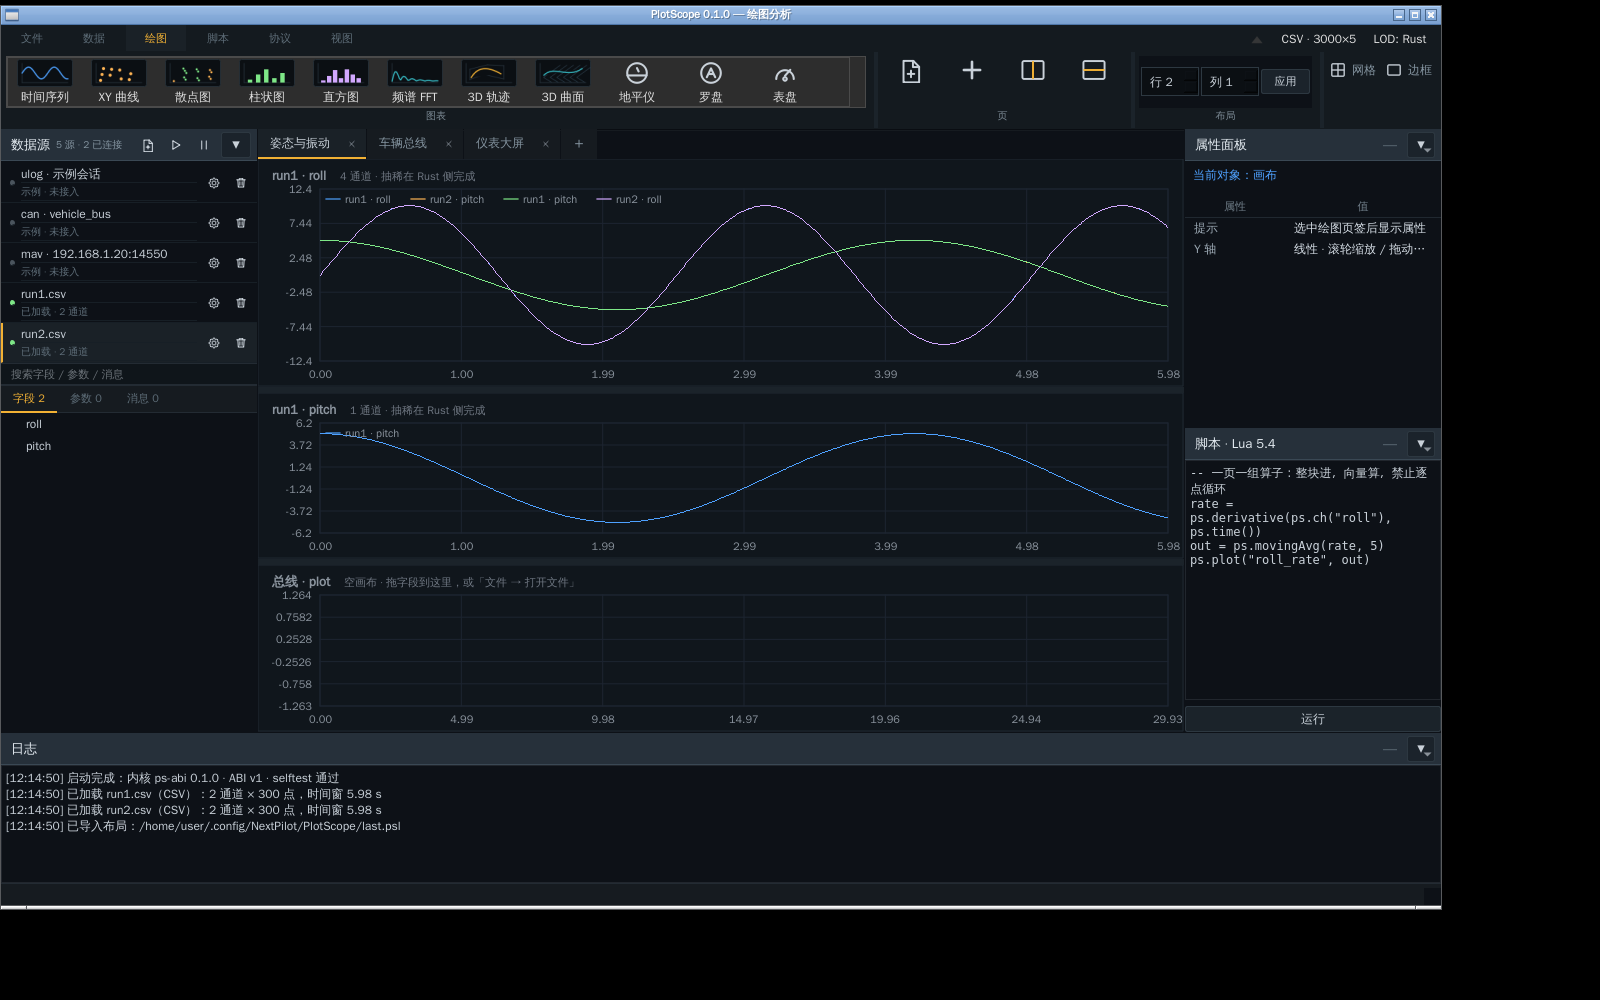 PlotScope 0.1.0 — 绘图分析
文件 数据 绘图 脚本 协议 视图 CSV · 3000×5 LOD: Rust
时间序列 XY 曲线 散点图 柱状图 直方图 频谱 FFT 3D 轨迹 3D 曲面 地平仪 罗盘 表盘
行 2 列 1 应用 网格 边框
图表 页 布局
数据源 5 源 · 2 已连接
ulog · 示例会话
示例 · 未接入
can · vehicle_bus
示例 · 未接入
mav · 192.168.1.20:14550
示例 · 未接入
run1.csv
已加载 · 2 通道
run2.csv
已加载 · 2 通道
搜索字段 / 参数 / 消息
字段 2 参数 0 消息 0
roll
pitch
姿态与振动 × 车辆总线 × 仪表大屏 × +
run1 · roll 4 通道 · 抽稀在 Rust 侧完成
run1 · roll run2 · pitch run1 · pitch run2 · roll
12.4
7.44
2.48
-2.48
-7.44
-12.4
0.00 1.00 1.99 2.99 3.99 4.98 5.98
run1 · pitch 1 通道 · 抽稀在 Rust 侧完成
run1 · pitch
6.2
3.72
1.24
-1.24
-3.72
-6.2
0.00 1.00 1.99 2.99 3.99 4.98 5.98
总线 · plot 空画布 · 拖字段到这里，或「文件 → 打开文件」
1.264
0.7582
0.2528
-0.2526
-0.758
-1.263
0.00 4.99 9.98 14.97 19.96 24.94 29.93
属性面板
当前对象：画布
属性 值
提示 选中绘图页签后显示属性
Y 轴 线性 · 滚轮缩放 / 拖动···
脚本 · Lua 5.4
-- 一页一组算子：整块进, 向量算, 禁止逐
点循环
rate =
ps.derivative(ps.ch("roll"),
ps.time())
out = ps.movingAvg(rate, 5)
ps.plot("roll_rate", out)
运行
日志
[12:14:50] 启动完成：内核 ps-abi 0.1.0 · ABI v1 · selftest 通过
[12:14:50] 已加载 run1.csv（CSV）：2 通道 × 300 点，时间窗 5.98 s
[12:14:50] 已加载 run2.csv（CSV）：2 通道 × 300 点，时间窗 5.98 s
[12:14:50] 已导入布局：/home/user/.config/NextPilot/PlotScope/last.psl